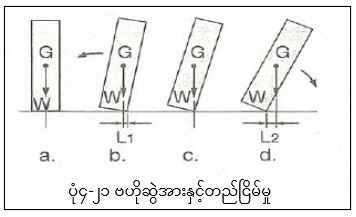 G G G G
W W W W
L1 L2
a. b. c. d.
ပုံ၄-၂၁ ဗဟိုဆွဲအားနှင့်တည်ငြိမ်မှု